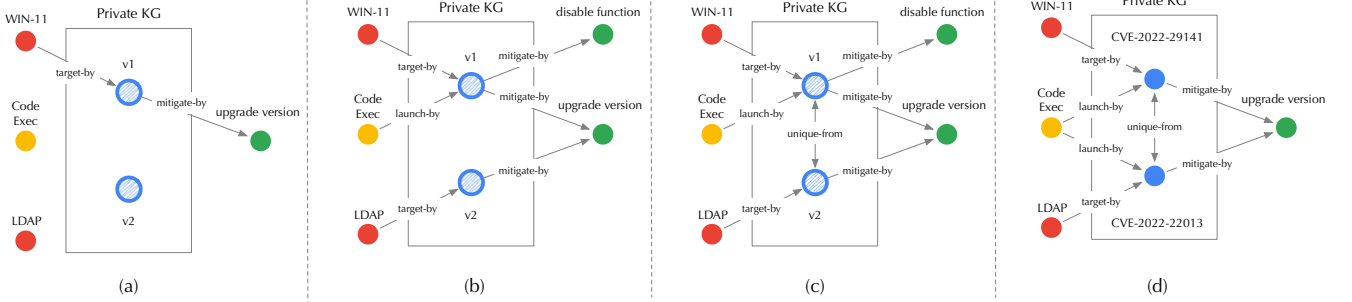 Private KG
WIN-11
v1
target-by
mitigate-by
Code
Exec
upgrade version
v2
LDAP
(a)
Private KG
WIN-11
disable function
v1
mitigate-by
target-by
mitigate-by
Code
Exec
launch-by
upgrade version
mitigate-by
target-by
LDAP
v2
(b)
Private KG
WIN-11
disable function
v1
mitigate-by
target-by
mitigate-by
Code
Exec
launch-by
upgrade version
unique-from
mitigate-by
target-by
LDAP
v2
(c)
Private KG
WIN-11
CVE-2022-29141
target-by
mitigate-by
Code
Exec
launch-by
upgrade version
unique-from
launch-by
mitigate-by
target-by
LDAP
CVE-2022-22013
(d)